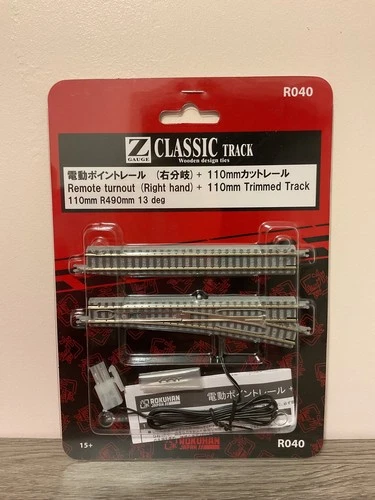 R040
Z GAUGE CLASSIC TRACK
Wooden design ties
電動ポイントレール (右分岐) + 110mmカットレール
Remote turnout (Right hand) + 110mm Trimmed Track
110mm R490mm 13 deg
電動ポイントレール +
ROKUHAN
JAPAN
ROKUHAN
15+
R040